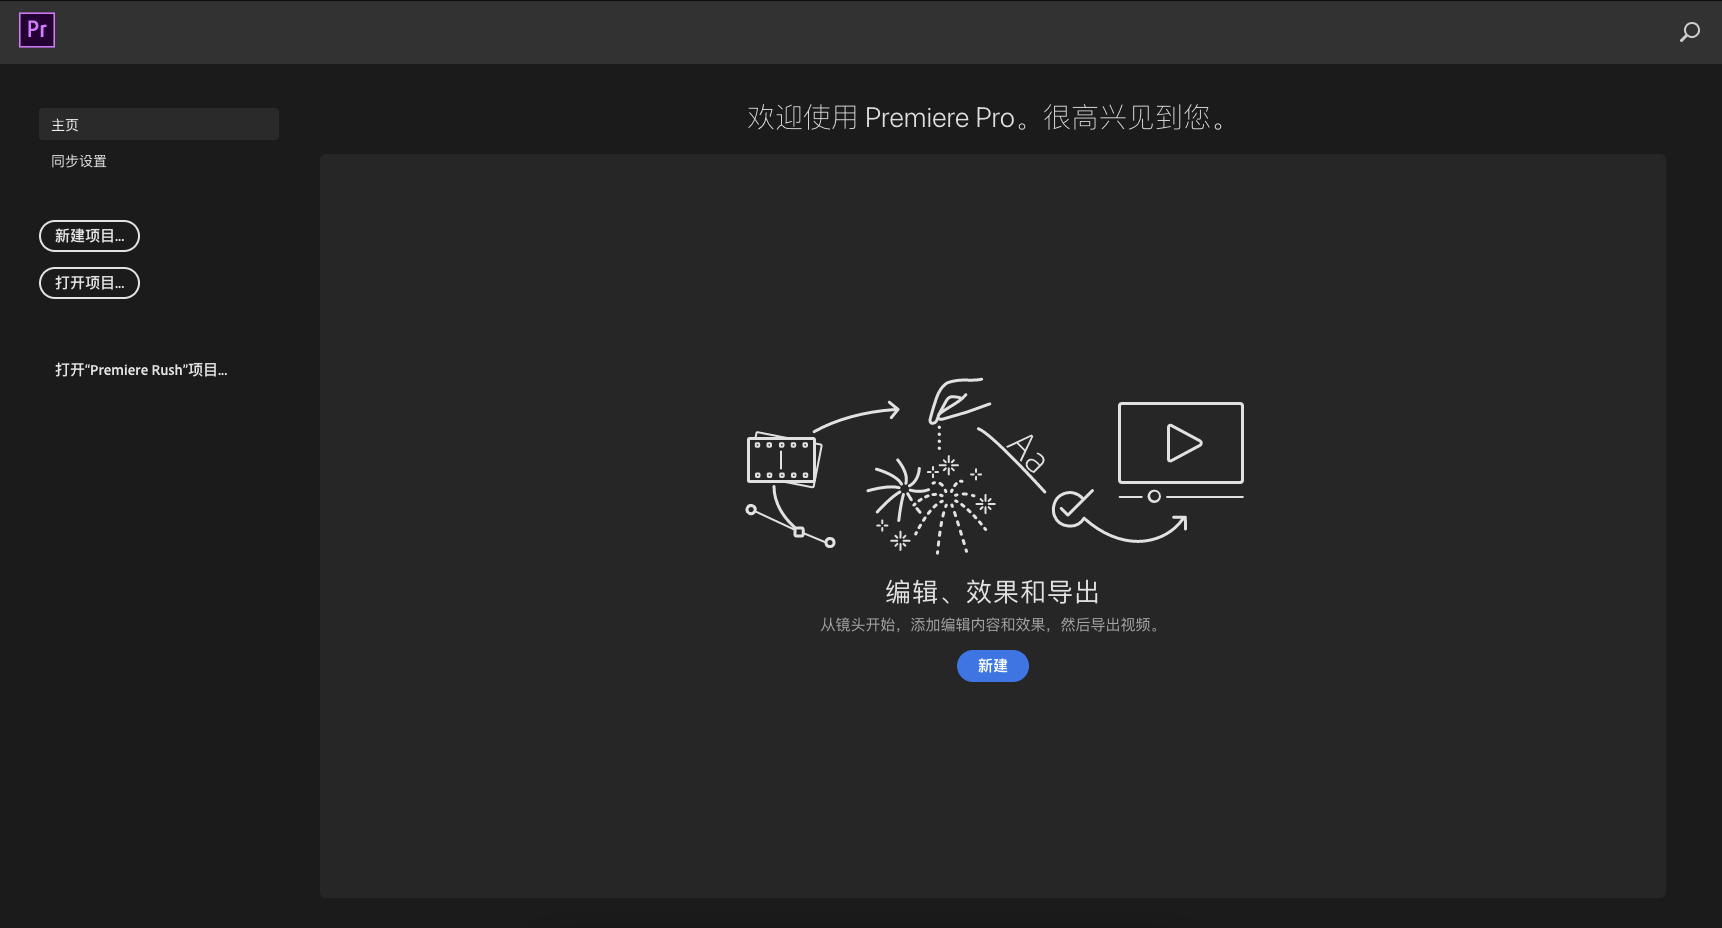 Pr
主页
同步设置
新建项目...
打开项目...
打开“Premiere Rush”项目...
欢迎使用 Premiere Pro。很高兴见到您。
Aa
编辑、效果和导出
从镜头开始，添加编辑内容和效果，然后导出视频。
新建